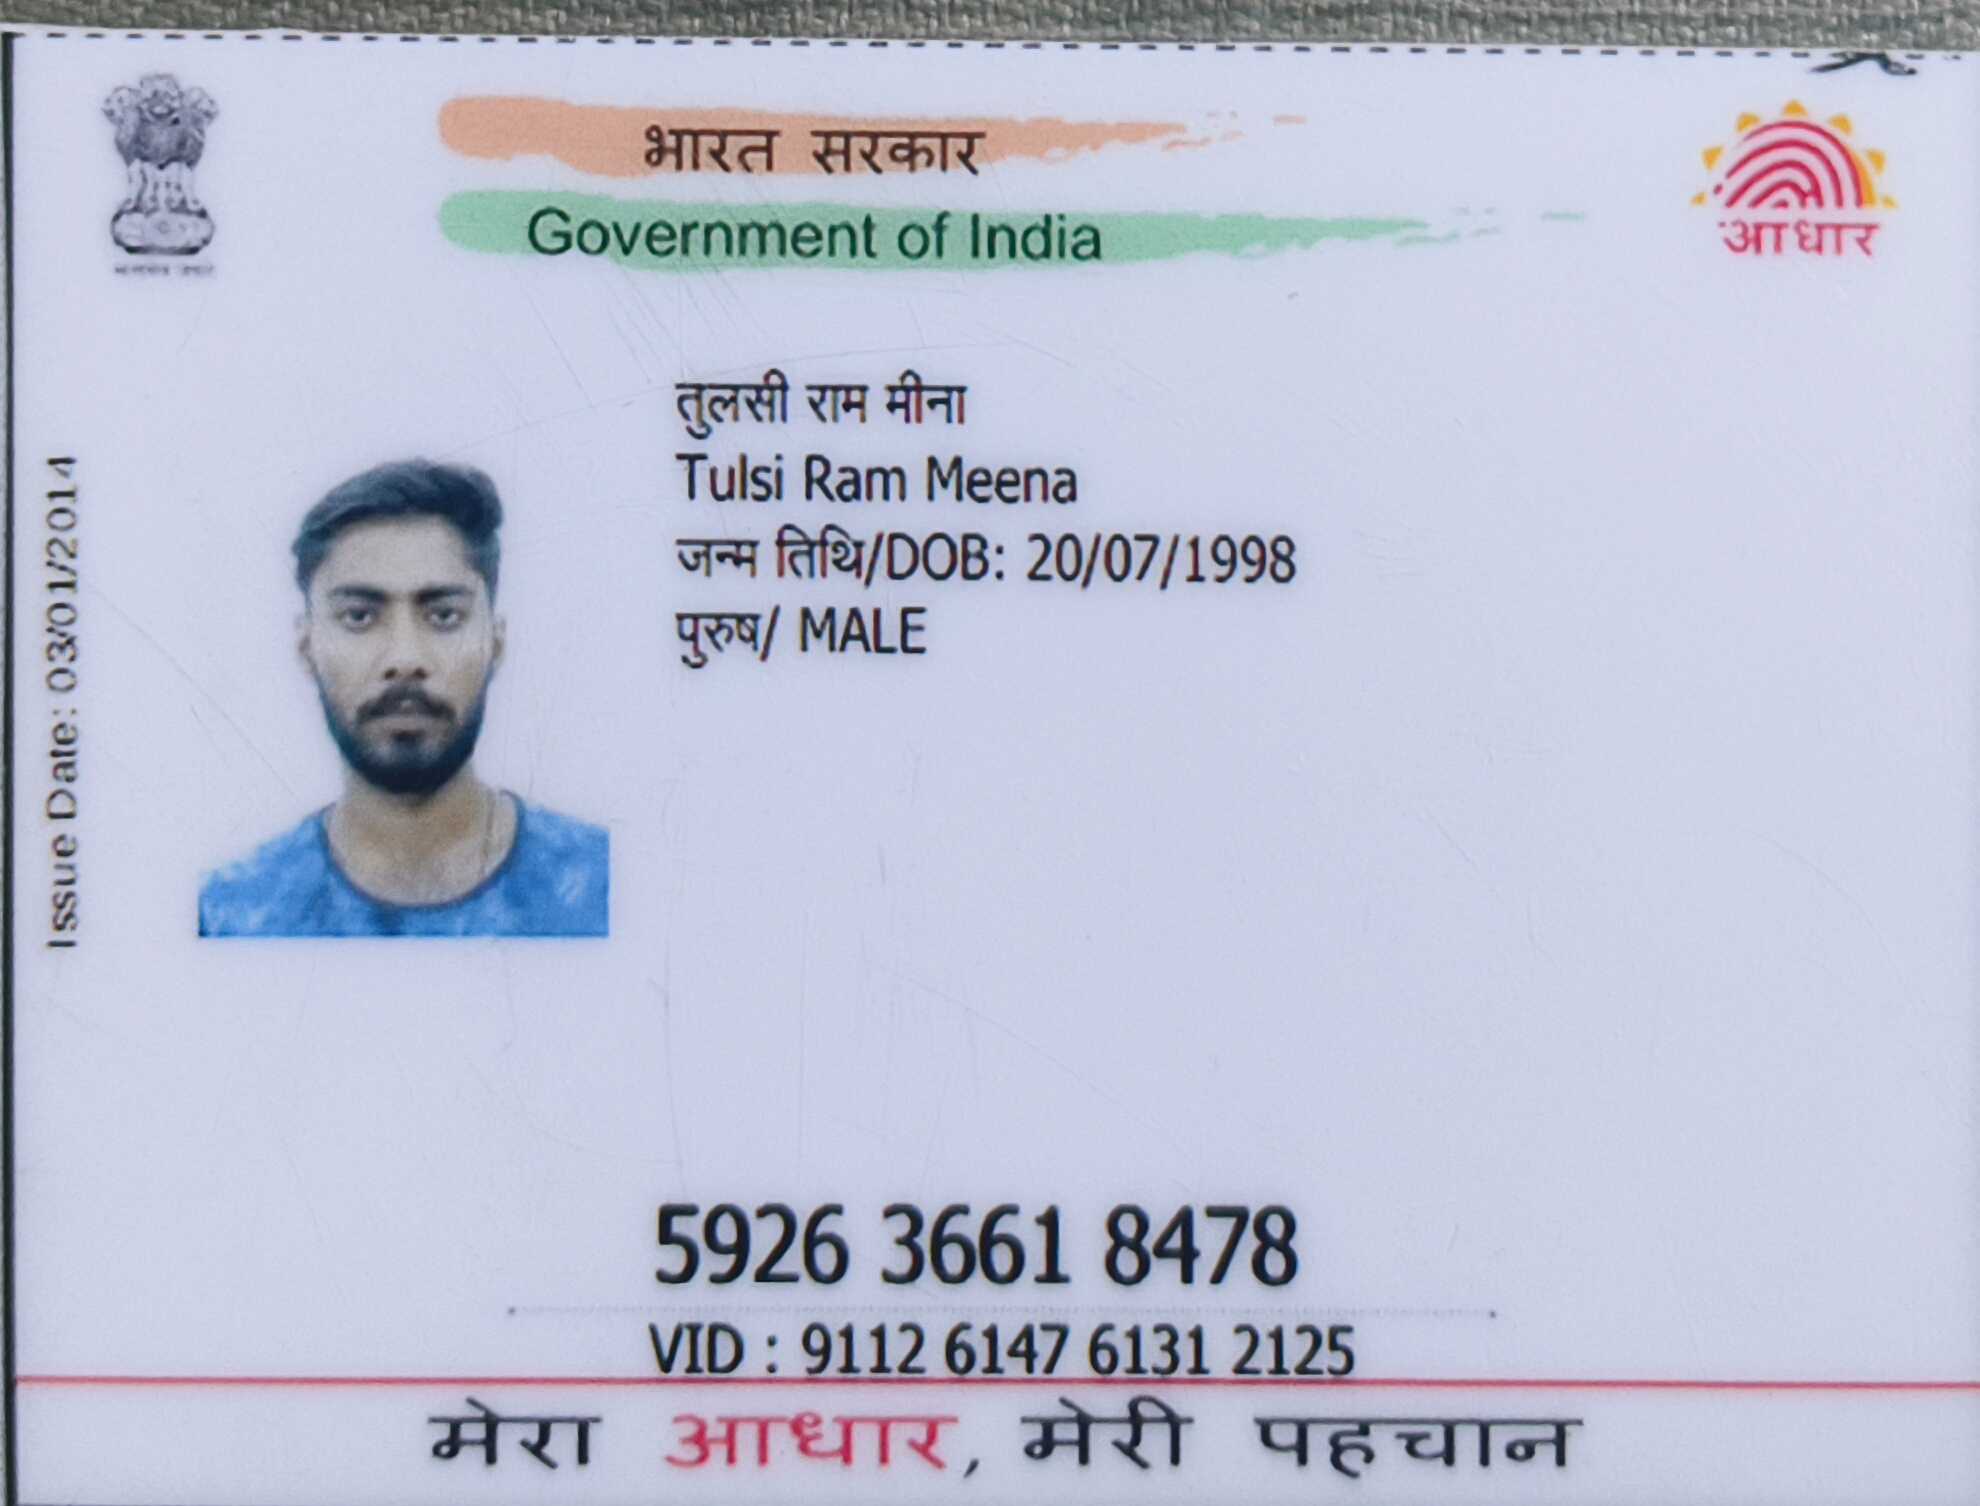 भारत सरकार
Government of India
आधार
Issue Date: 03/01/2014
तुलसी राम मीना
Tulsi Ram Meena
जन्म तिथि/DOB: 20/07/1998
पुरुष/ MALE
5926 3661 8478
VID : 9112 6147 6131 2125
मेरा आधार, मेरी पहचान